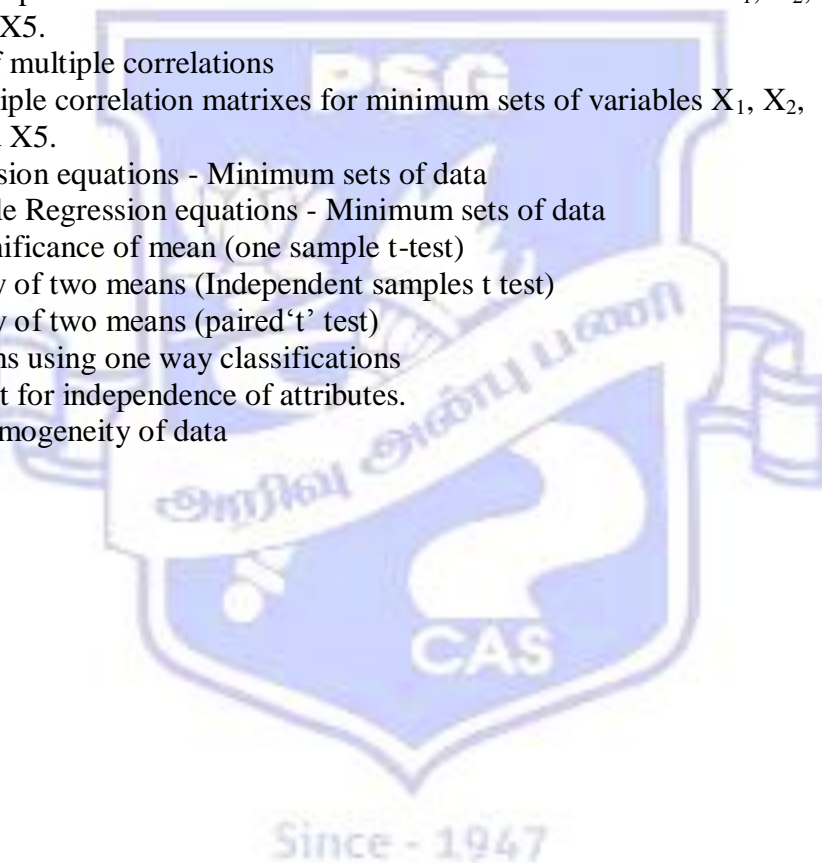 X5.
f multiple correlations
iple correlation matrixes for minimum sets of variables X₁, X₂,
X5.
sion equations - Minimum sets of data
le Regression equations - Minimum sets of data
nificance of mean (one sample t-test)
y of two means (Independent samples t test)
y of two means (paired‘t’ test)
ns using one way classifications
t for independence of attributes.
mogeneity of data
PSG
அறிவு அன்பு பணி
CAS
Since - 1947